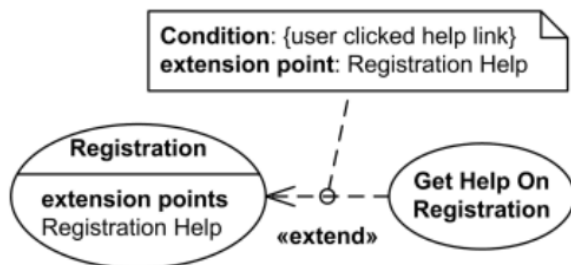 Condition: {user clicked help link}
extension point: Registration Help
Registration
extension points
Registration Help
«extend»
Get Help On
Registration